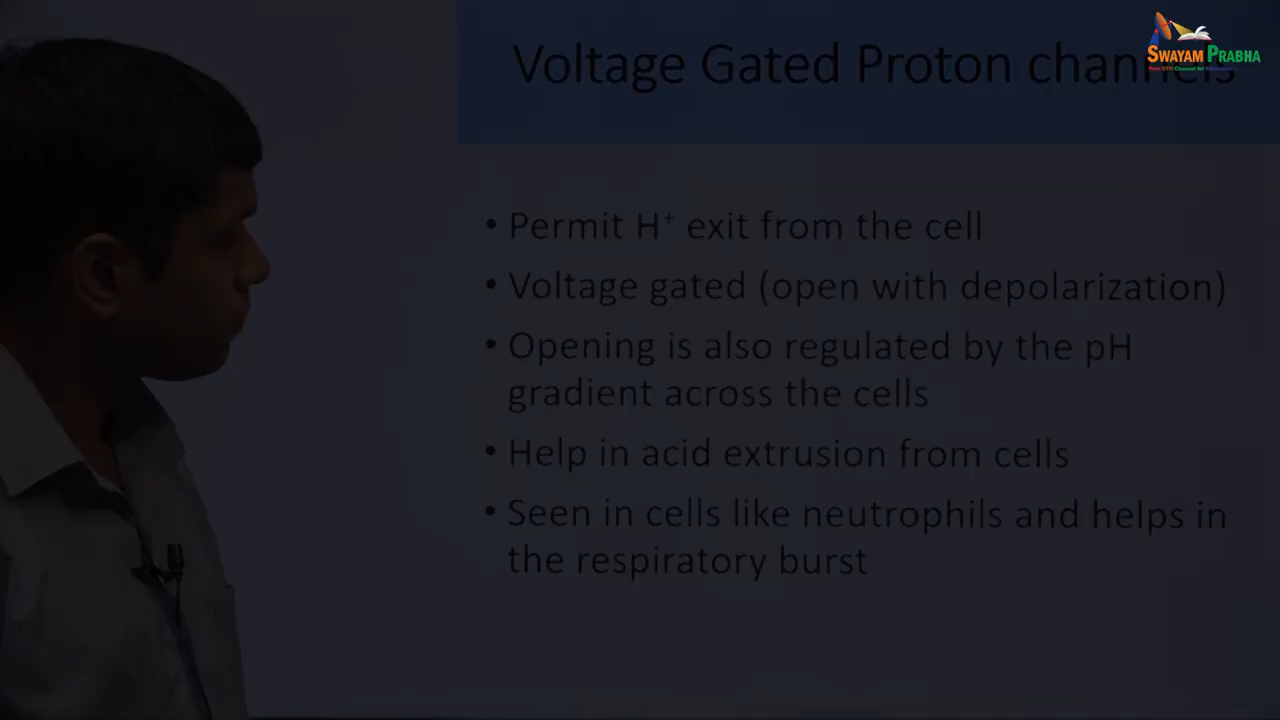 SWAYAM PRABHA
Voltage Gated Proton channels
• Permit H⁺ exit from the cell
• Voltage gated (open with depolarization)
• Opening is also regulated by the pH
gradient across the cells
• Help in acid extrusion from cells
• Seen in cells like neutrophils and helps in
the respiratory burst